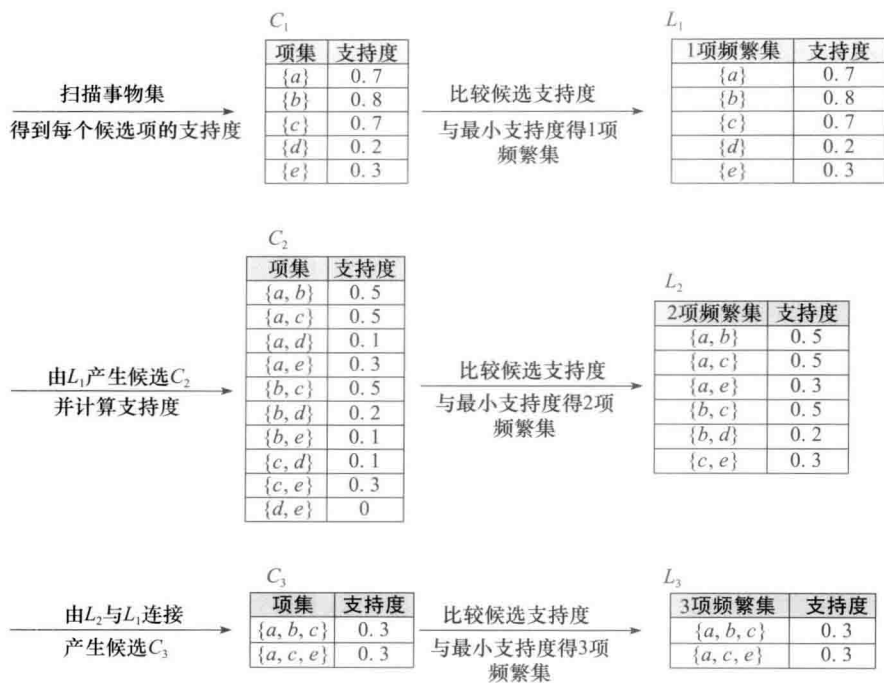 C₁
项集 支持度
{a} 0.7
{b} 0.8
{c} 0.7
{d} 0.2
{e} 0.3
扫描事物集
得到每个候选项的支持度
比较候选支持度
与最小支持度得1项
频繁集
L₁
1项频繁集 支持度
{a} 0.7
{b} 0.8
{c} 0.7
{d} 0.2
{e} 0.3
由L₁产生候选C₂
并计算支持度
C₂
项集 支持度
{a, b} 0.5
{a, c} 0.5
{a, d} 0.1
{a, e} 0.3
{b, c} 0.5
{b, d} 0.2
{b, e} 0.1
{c, d} 0.1
{c, e} 0.3
{d, e} 0
比较候选支持度
与最小支持度得2项
频繁集
L₂
2项频繁集 支持度
{a, b} 0.5
{a, c} 0.5
{a, e} 0.3
{b, c} 0.5
{b, d} 0.2
{c, e} 0.3
由L₂与L₁连接
产生候选C₃
C₃
项集 支持度
{a, b, c} 0.3
{a, c, e} 0.3
比较候选支持度
与最小支持度得3项
频繁集
L₃
3项频繁集 支持度
{a, b, c} 0.3
{a, c, e} 0.3